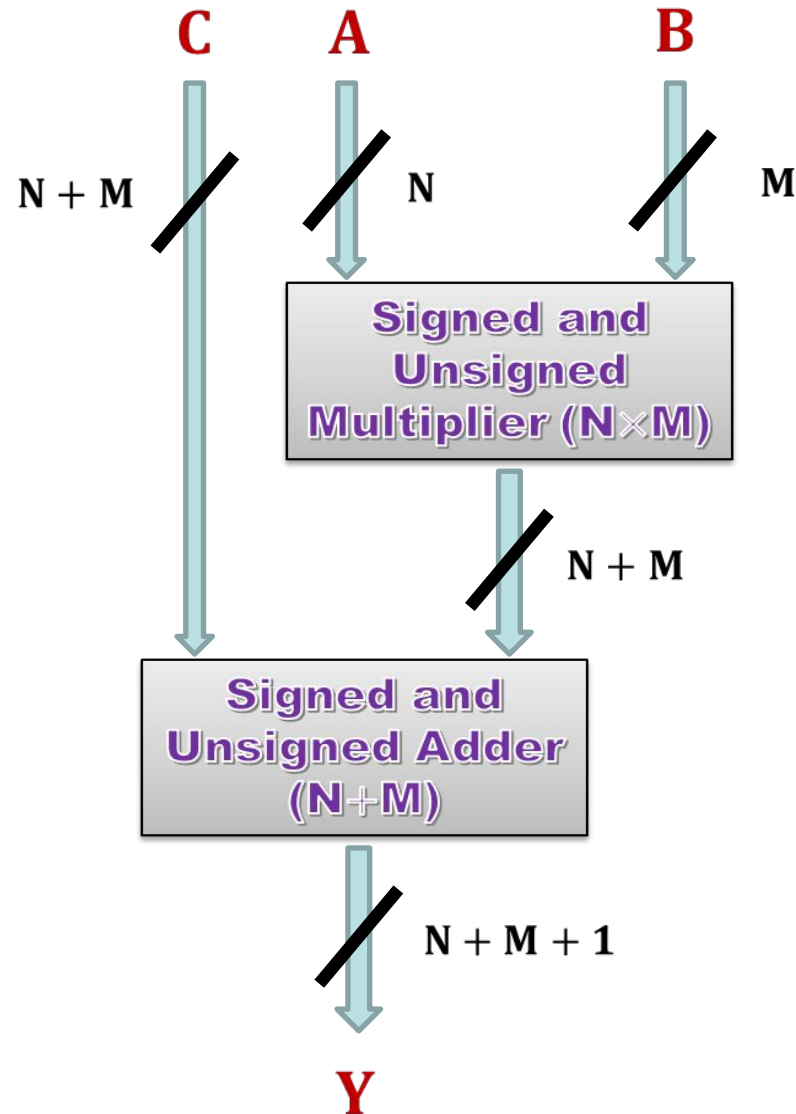 C A B
N + M
N
M
Signed and
Unsigned
Multiplier (N×M)
N + M
Signed and
Unsigned Adder
(N+M)
N + M + 1
Y